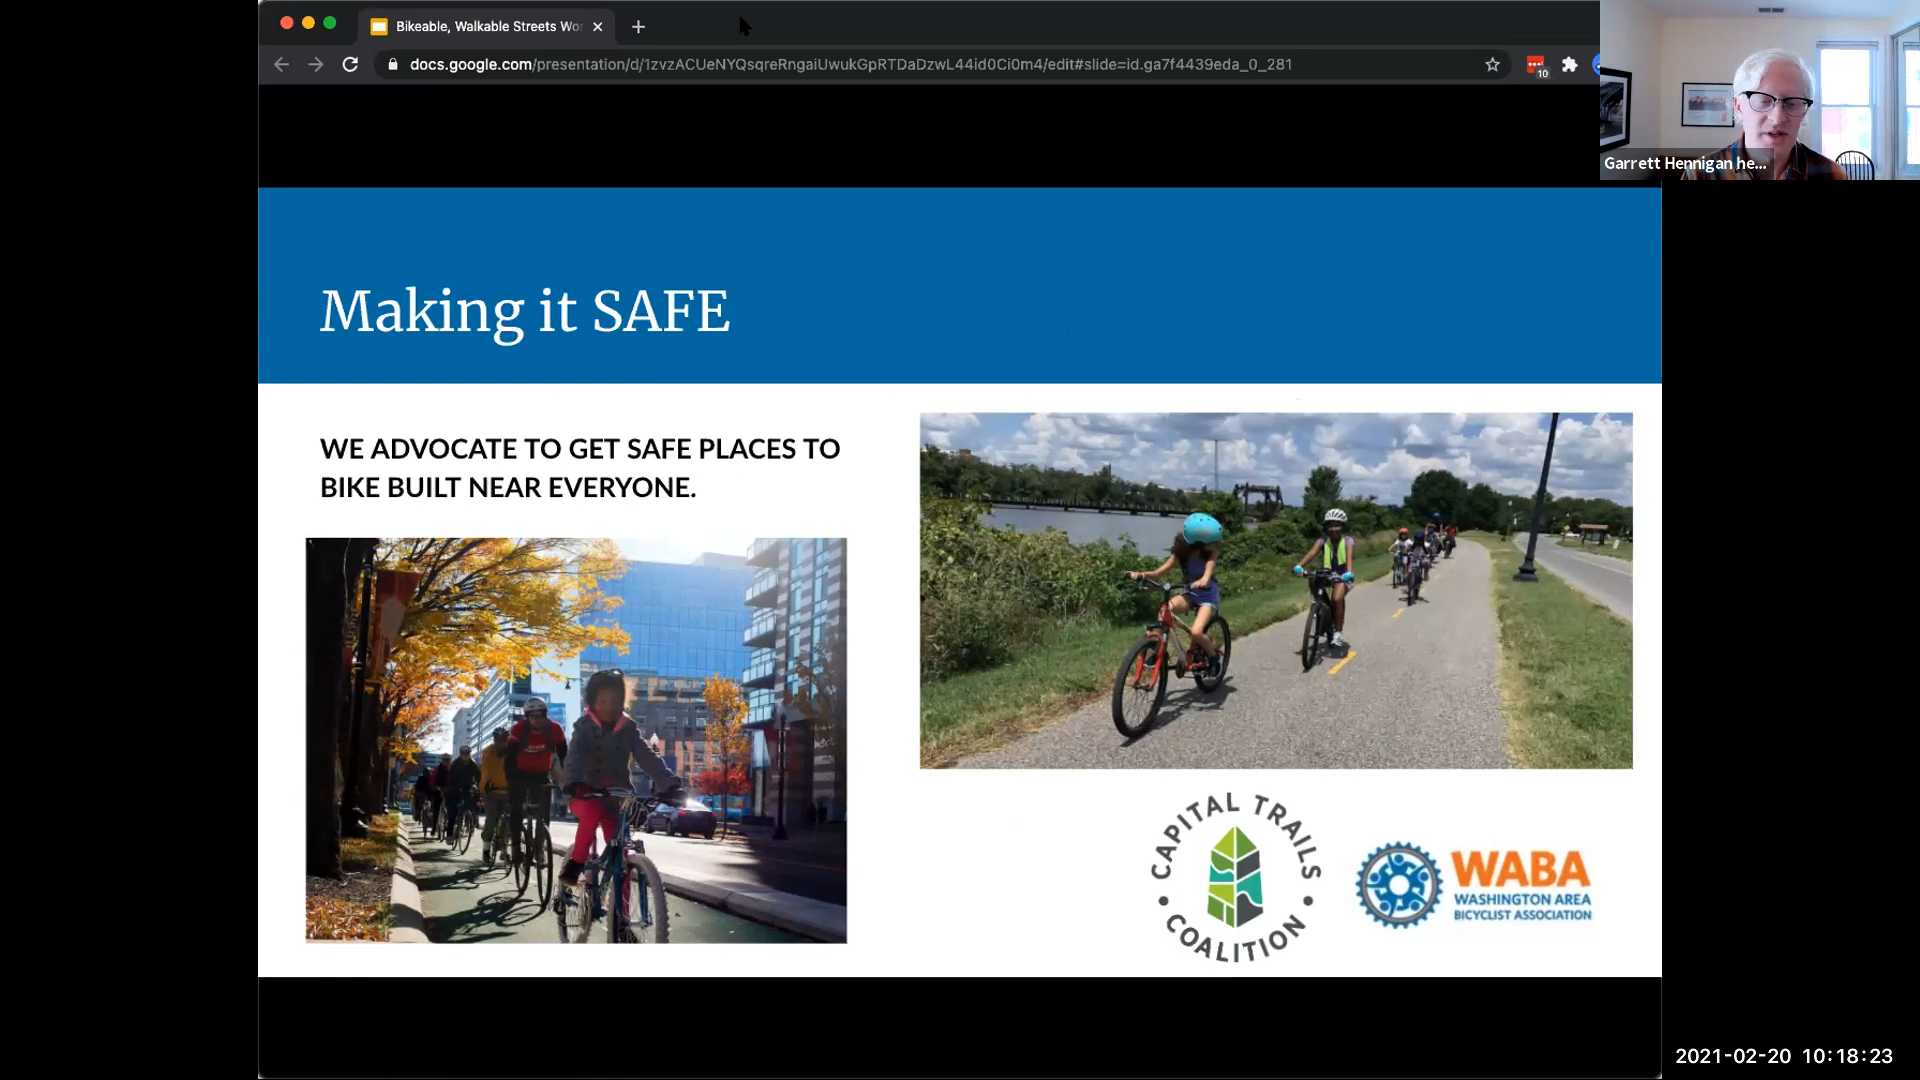 Bikeable, Walkable Streets Wo
docs.google.com/presentation/d/1zvzACUeNYQsqreRngaiUwukGpRTDaDzwL44id0Ci0m4/edit#slide=id.ga7f4439eda_0_281
10
Garrett Hennigan he...
Making it SAFE
WE ADVOCATE TO GET SAFE PLACES TO
BIKE BUILT NEAR EVERYONE.
CAPITAL TRAILS
COALITION
WABA
WASHINGTON AREA
BICYCLIST ASSOCIATION
2021-02-20 10:18:23